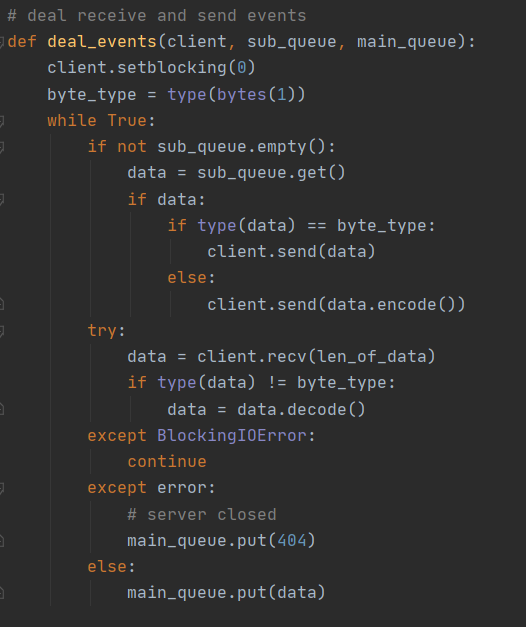 # deal receive and send events
def deal_events(client, sub_queue, main_queue):
    client.setblocking(0)
    byte_type = type(bytes(1))
    while True:
        if not sub_queue.empty():
            data = sub_queue.get()
            if data:
                if type(data) == byte_type:
                    client.send(data)
                else:
                    client.send(data.encode())
        try:
            data = client.recv(len_of_data)
            if type(data) != byte_type:
                data = data.decode()
        except BlockingIOError:
            continue
        except error:
            # server closed
            main_queue.put(404)
        else:
            main_queue.put(data)